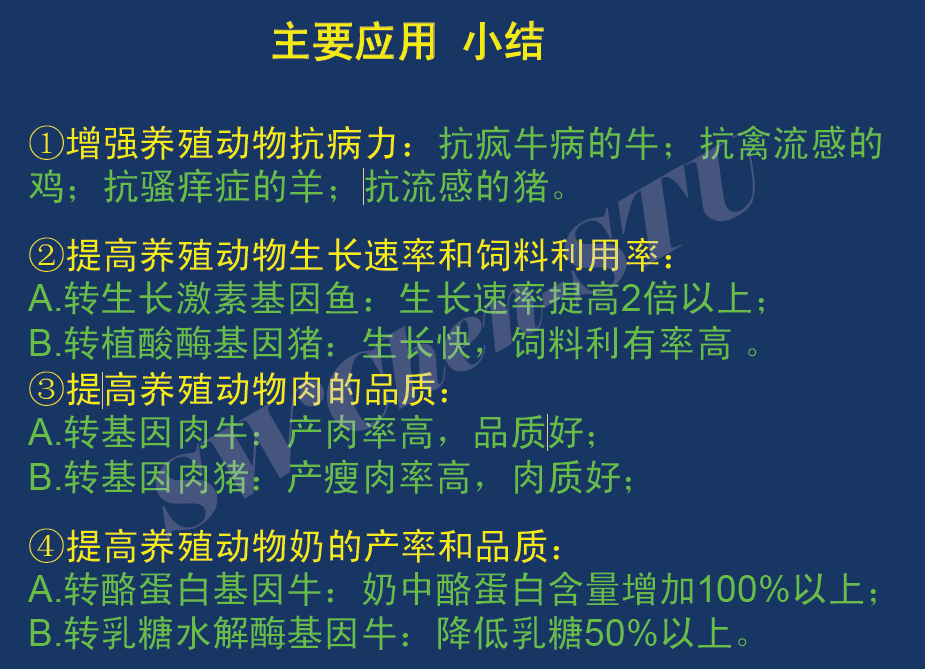 主要应用 小结
①增强养殖动物抗病力：抗疯牛病的牛；抗禽流感的
鸡；抗骚痒症的羊；抗流感的猪。
②提高养殖动物生长速率和饲料利用率：
A.转生长激素基因鱼：生长速率提高2倍以上；
B.转植酸酶基因猪：生长快，饲料利有率高 。
③提高养殖动物肉的品质：
A.转基因肉牛：产肉率高，品质好；
B.转基因肉猪：产瘦肉率高，肉质好；
④提高养殖动物奶的产率和品质：
A.转酪蛋白基因牛：奶中酪蛋白含量增加100%以上；
B.转乳糖水解酶基因牛：降低乳糖50%以上。
SW Chen-STU